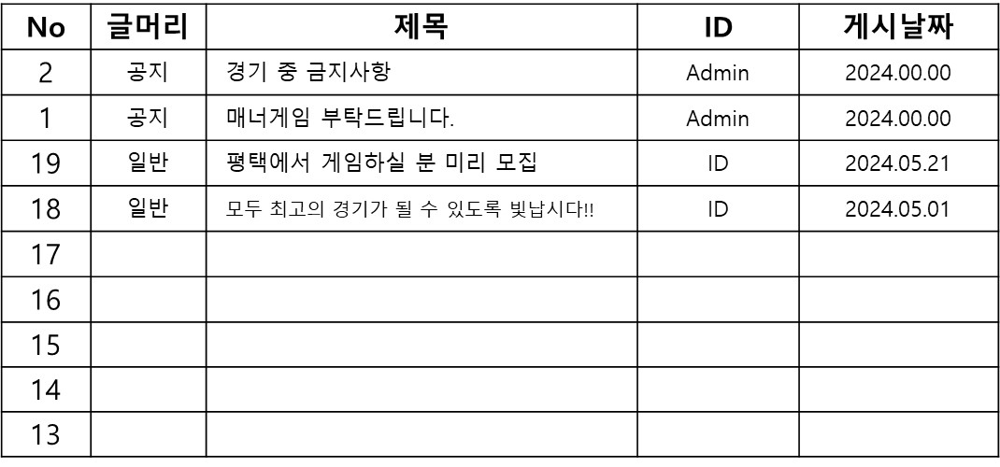 No 글머리 제목 ID 게시날짜
2 공지 경기 중 금지사항 Admin 2024.00.00
1 공지 매너게임 부탁드립니다. Admin 2024.00.00
19 일반 평택에서 게임하실 분 미리 모집 ID 2024.05.21
18 일반 모두 최고의 경기가 될 수 있도록 빛납시다!! ID 2024.05.01
17
16
15
14
13